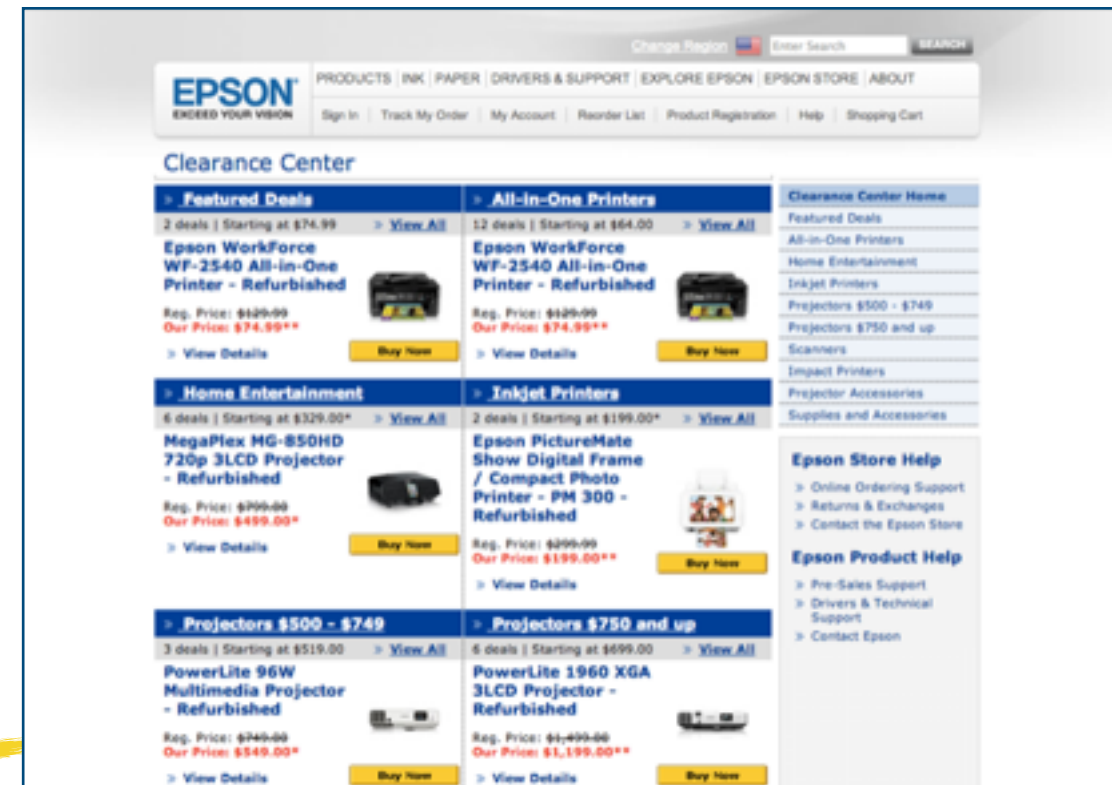 Change Region Enter Search SEARCH
EPSON
EXCEED YOUR VISION
PRODUCTS | INK | PAPER | DRIVERS & SUPPORT | EXPLORE EPSON | EPSON STORE | ABOUT
Sign In | Track My Order | My Account | Reorder List | Product Registration | Help | Shopping Cart
Clearance Center
» Featured Deals
2 deals | Starting at $74.99 » View All
Epson WorkForce
WF-2540 All-in-One
Printer - Refurbished
Reg. Price: $129.99
Our Price: $74.99**
» View Details
Buy Now
» All-in-One Printers
12 deals | Starting at $64.00 » View All
Epson WorkForce
WF-2540 All-in-One
Printer - Refurbished
Reg. Price: $129.99
Our Price: $74.99**
» View Details
Buy Now
» Home Entertainment
6 deals | Starting at $329.00* » View All
MegaPlex MG-850HD
720p 3LCD Projector
- Refurbished
Reg. Price: $799.00
Our Price: $499.00*
» View Details
Buy Now
» Inkjet Printers
2 deals | Starting at $199.00* » View All
Epson PictureMate
Show Digital Frame
/ Compact Photo
Printer - PM 300 -
Refurbished
Reg. Price: $299.99
Our Price: $199.00**
Buy Now
» View Details
» Projectors $500 - $749
3 deals | Starting at $519.00 » View All
PowerLite 96W
Multimedia Projector
- Refurbished
Reg. Price: $749.00
Our Price: $549.00*
» View Details
Buy Now
» Projectors $750 and up
6 deals | Starting at $699.00 » View All
PowerLite 1960 XGA
3LCD Projector -
Refurbished
Reg. Price: $1,499.00
Our Price: $1,199.00**
» View Details
Buy Now
Clearance Center Home
Featured Deals
All-in-One Printers
Home Entertainment
Inkjet Printers
Projectors $500 - $749
Projectors $750 and up
Scanners
Impact Printers
Projector Accessories
Supplies and Accessories
Epson Store Help
» Online Ordering Support
» Returns & Exchanges
» Contact the Epson Store
Epson Product Help
» Pre-Sales Support
» Drivers & Technical
Support
» Contact Epson